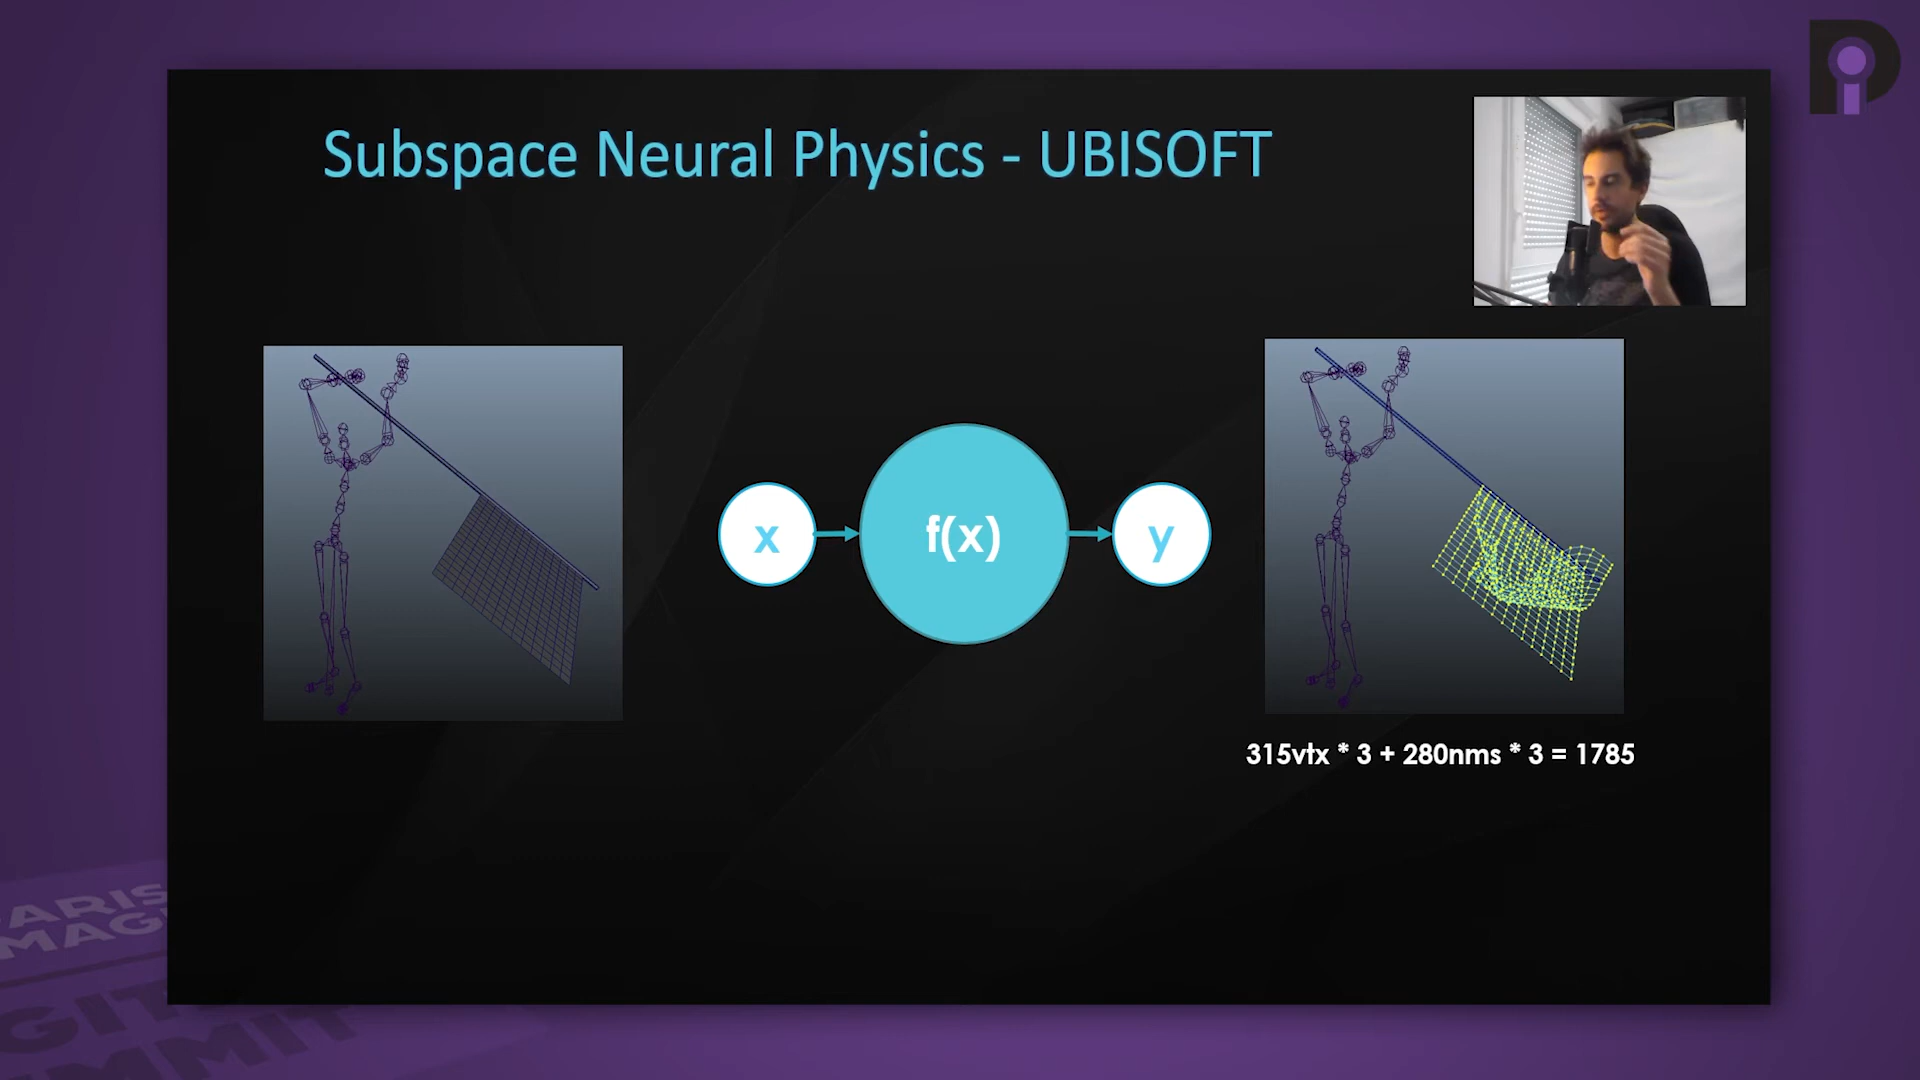 Subspace Neural Physics - UBISOFT
x
f(x)
y
315vtx * 3 + 280nms * 3 = 1785